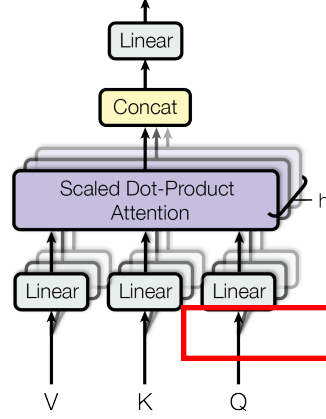 Linear
Concat
Scaled Dot-Product
Attention
h
Linear Linear Linear
V K Q